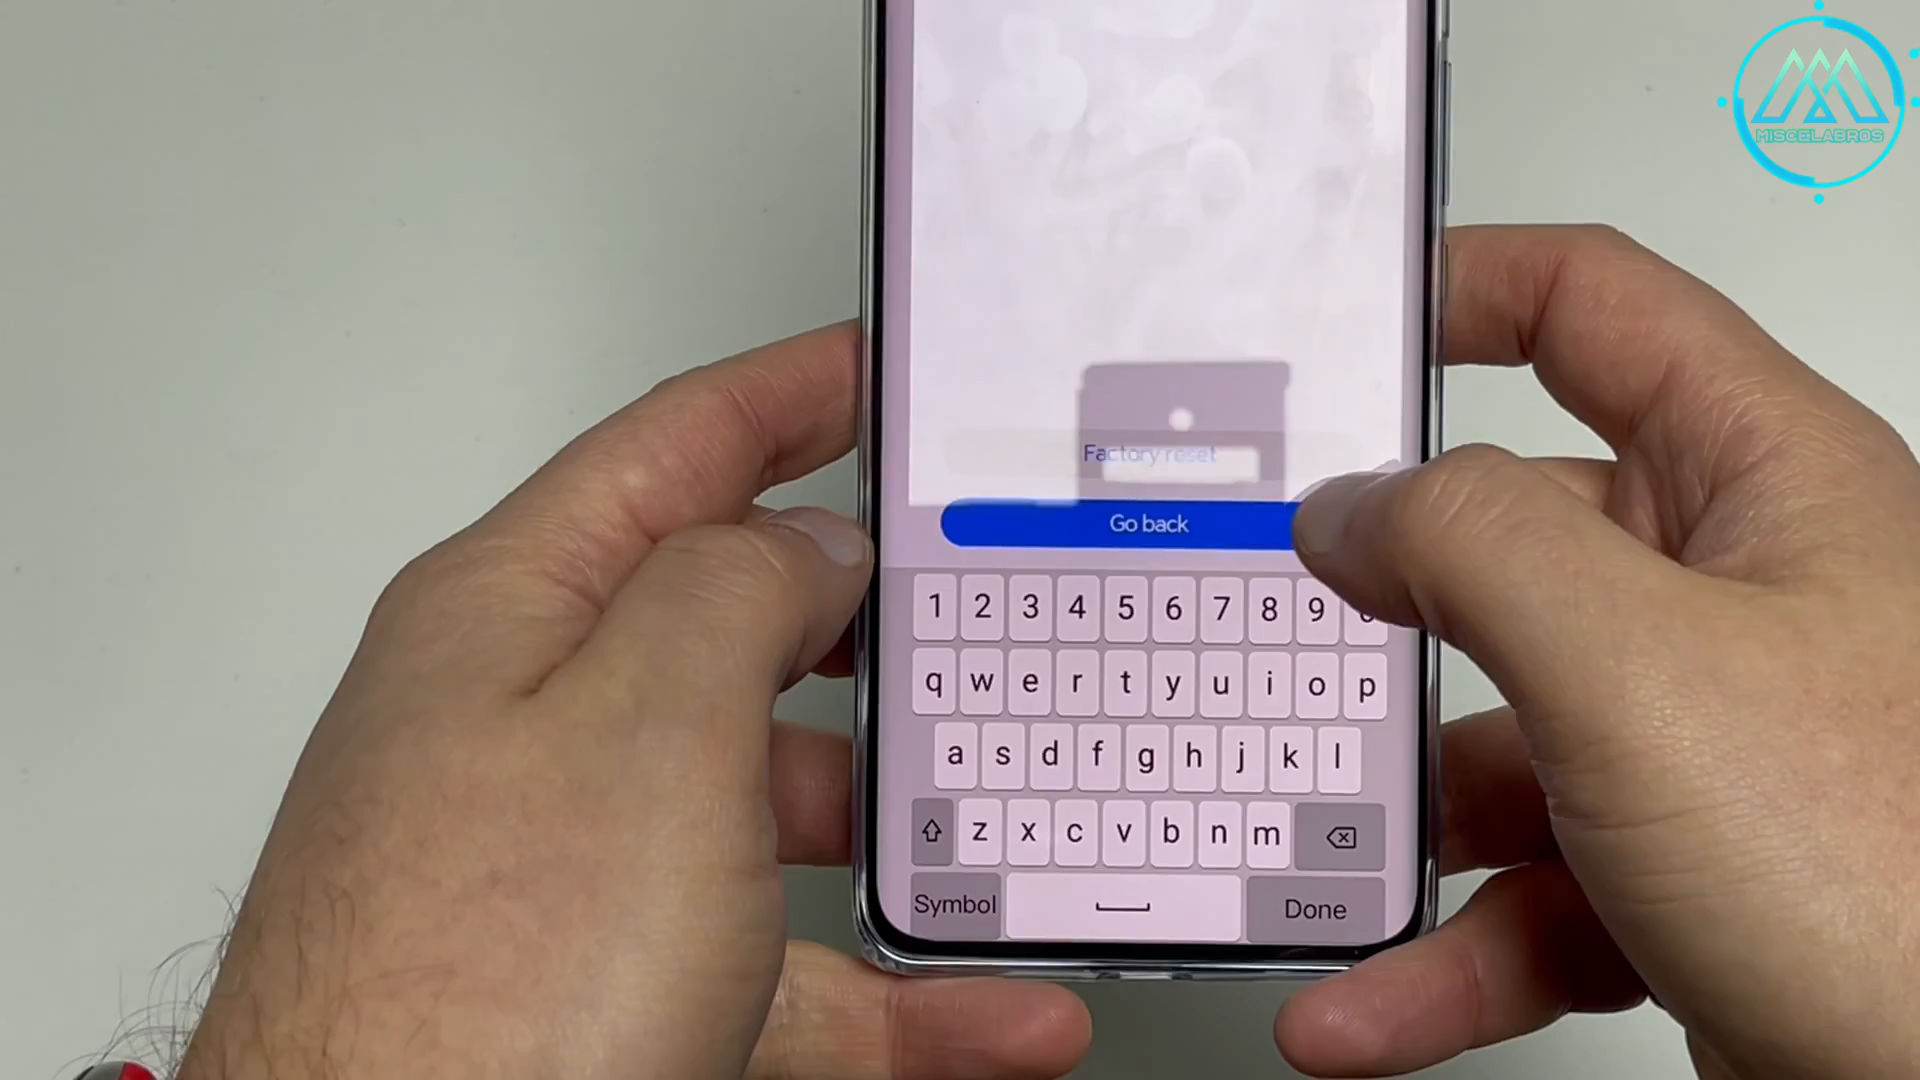 MISCELABROS
Factory reset
Go back
1 2 3 4 5 6 7 8 9
q w e r t y u i o p
a s d f g h j k l
z x c v b n m
Symbol Done